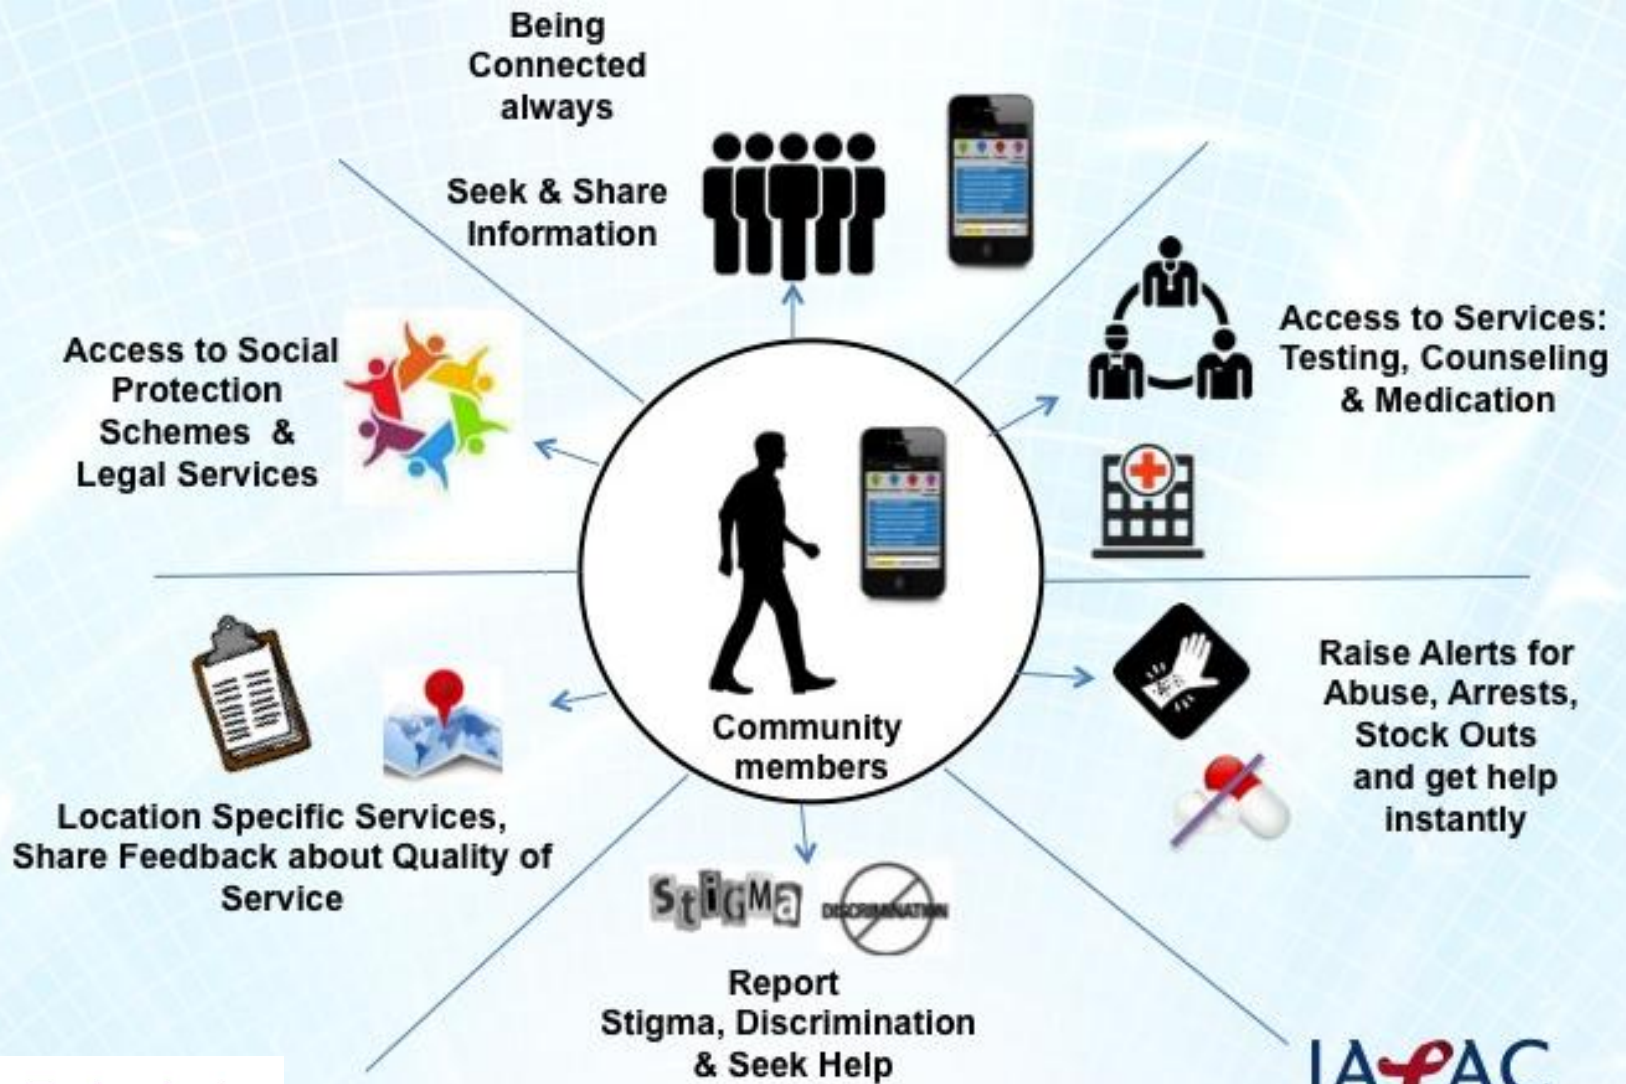 Being
Connected
always
Seek & Share
Information
Access to Social
Protection
Schemes &
Legal Services
Access to Services:
Testing, Counseling
& Medication
Community
members
Raise Alerts for
Abuse, Arrests,
Stock Outs
and get help
instantly
Location Specific Services,
Share Feedback about Quality of
Service
StiGMa
DISCRIMINATION
Report
Stigma, Discrimination
& Seek Help
IAPAC